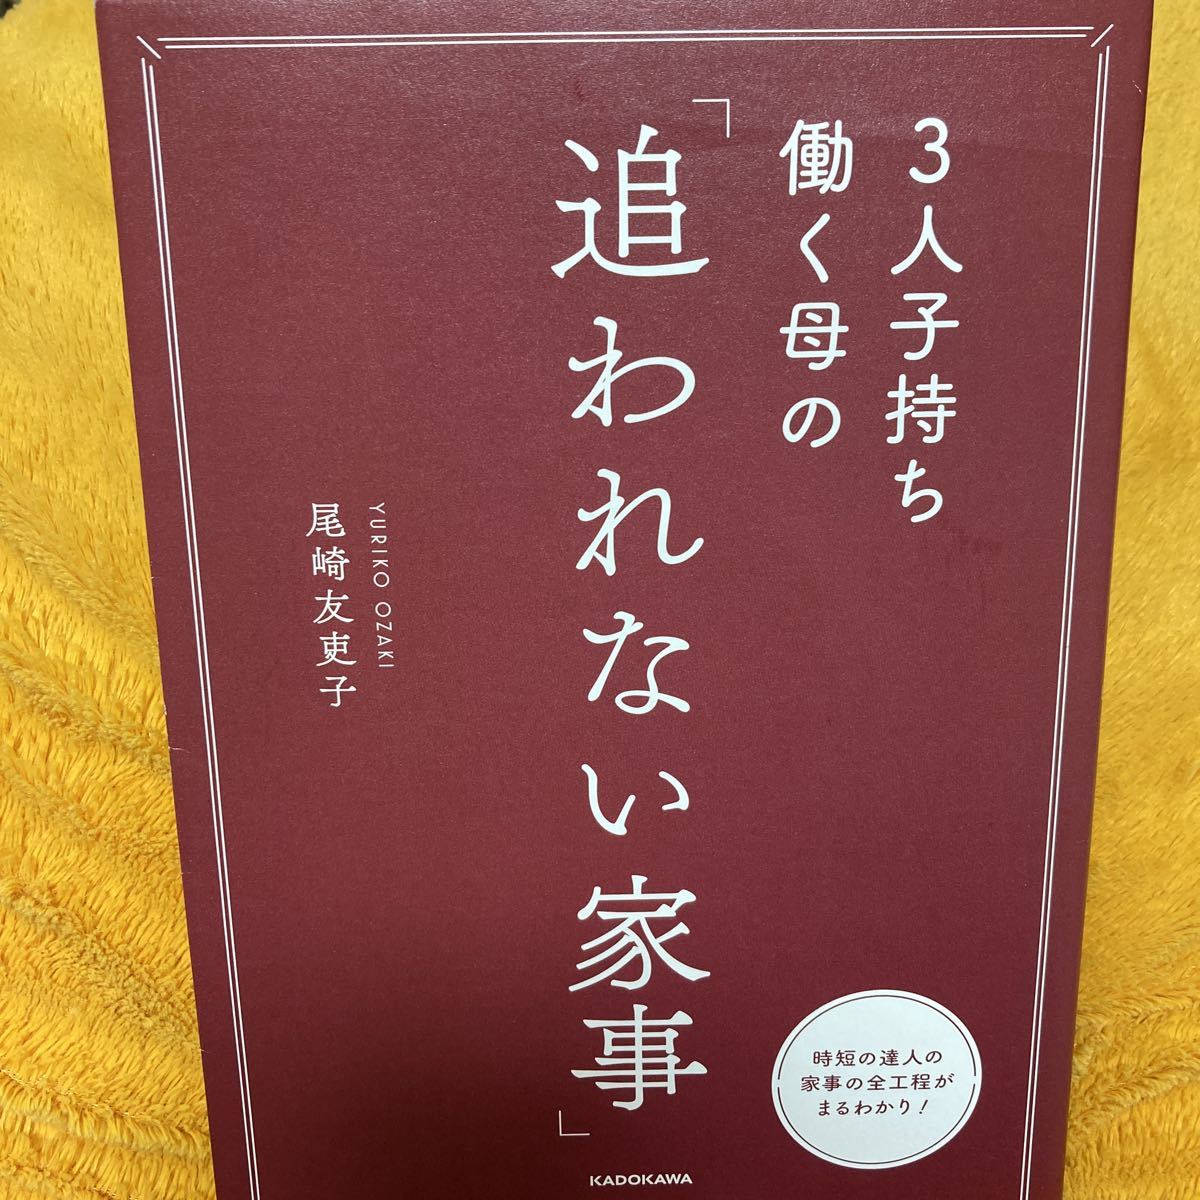 3人子持ち
働く母の
「追われない家事」
YURIKO OZAKI
尾崎友吏子
時短の達人の
家事の全工程が
まるわかり!
KADOKAWA